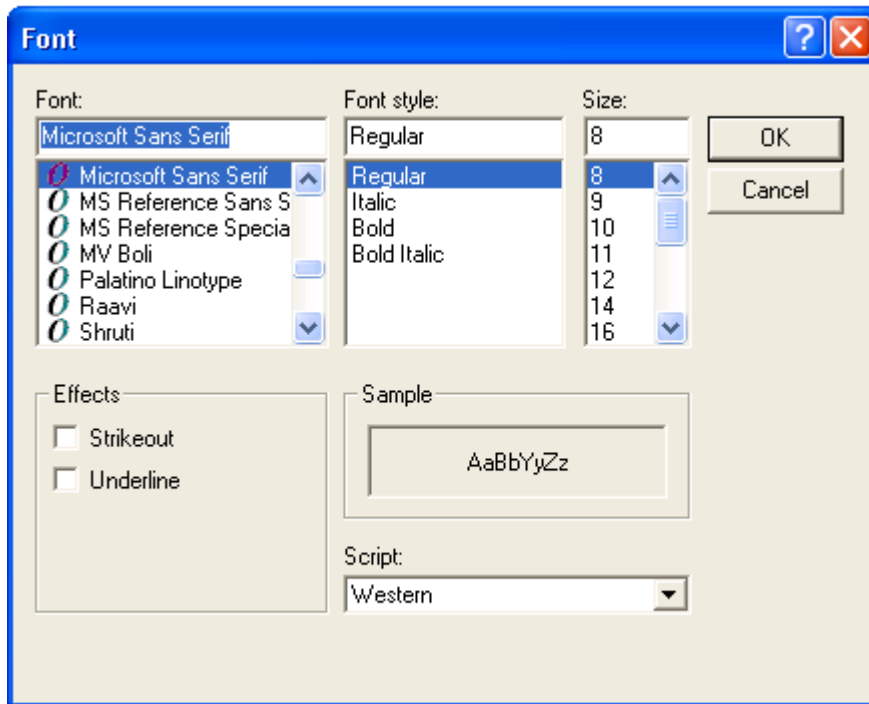 Font
Font:
Font style:
Size:
Microsoft Sans Serif
Regular
8
OK
Cancel
Microsoft Sans Serif
MS Reference Sans S
MS Reference Specia
MV Boli
Palatino Linotype
Raavi
Shruti
Regular
Italic
Bold
Bold Italic
8
9
10
11
12
14
16
Effects
Strikeout
Underline
Sample
AaBbYyZz
Script:
Western